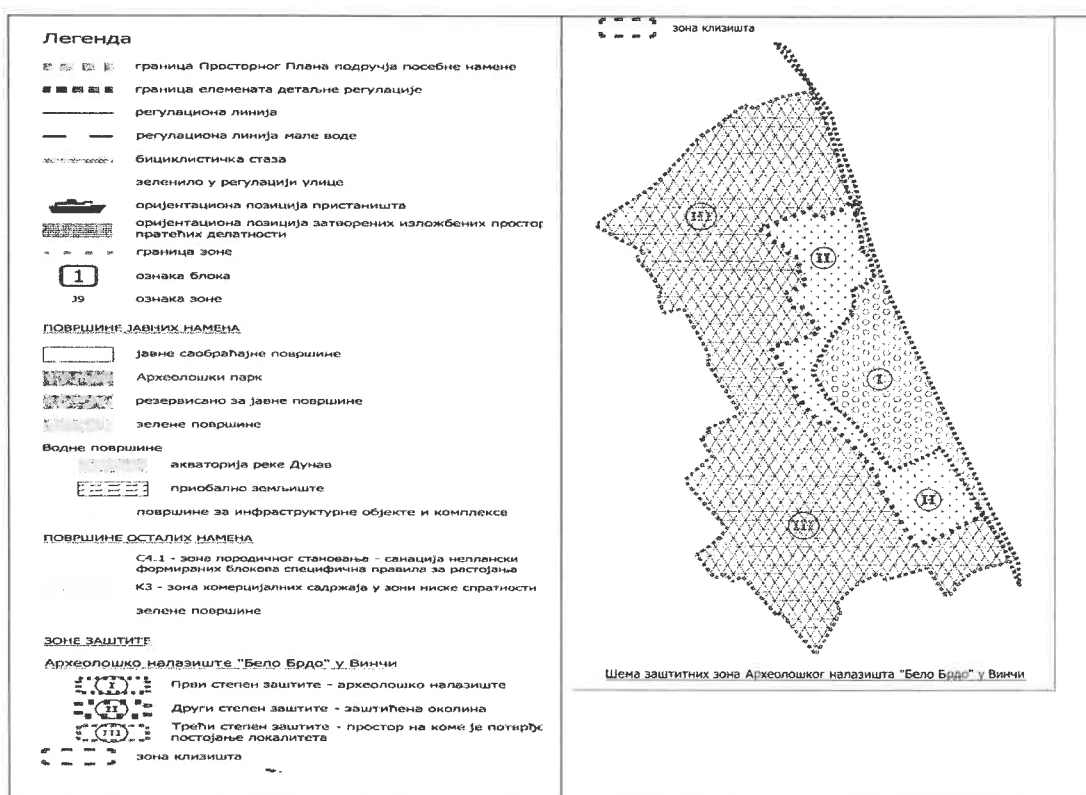 Легенда
граница Просторног Плана подручја посебне намене
граница елемената детаљне регулације
регулациона линија
регулациона линија мале воде
бициклистичка стаза
зеленило у регулацији улице
оријентациона позиција пристаништа
оријентациона позиција затворених изложбених простор
пратећих делатности
граница зоне
1
ознака блока
Ј9
ознака зоне
ПОВРШИНЕ ЈАВНИХ НАМЕНА
јавне саобраћајне површине
Археолошки парк
резервисано за јавне површине
зелене површине
Водне површине
акваторија реке Дунав
приобално земљиште
површине за инфраструктурне објекте и комплексе
ПОВРШИНЕ ОСТАЛИХ НАМЕНА
С4.1 - зона породичног становања - санација неплански
формираних блокова специфична правила за растојања
К3 - зона комерцијалних садржаја у зони ниске спратности
зелене површине
ЗОНЕ ЗАШТИТЕ
Археолошко налазиште "Бело Брдо" у Винчи
I
Први степен заштите - археолошко налазиште
II
Други степен заштите - заштићена околина
III
Трећи степен заштите - простор на коме је потврђе
постојање локалитета
зона клизишта
зона клизишта
III
II
I
II
III
Шема заштитних зона Археолошког налазишта "Бело Брдо" у Винчи